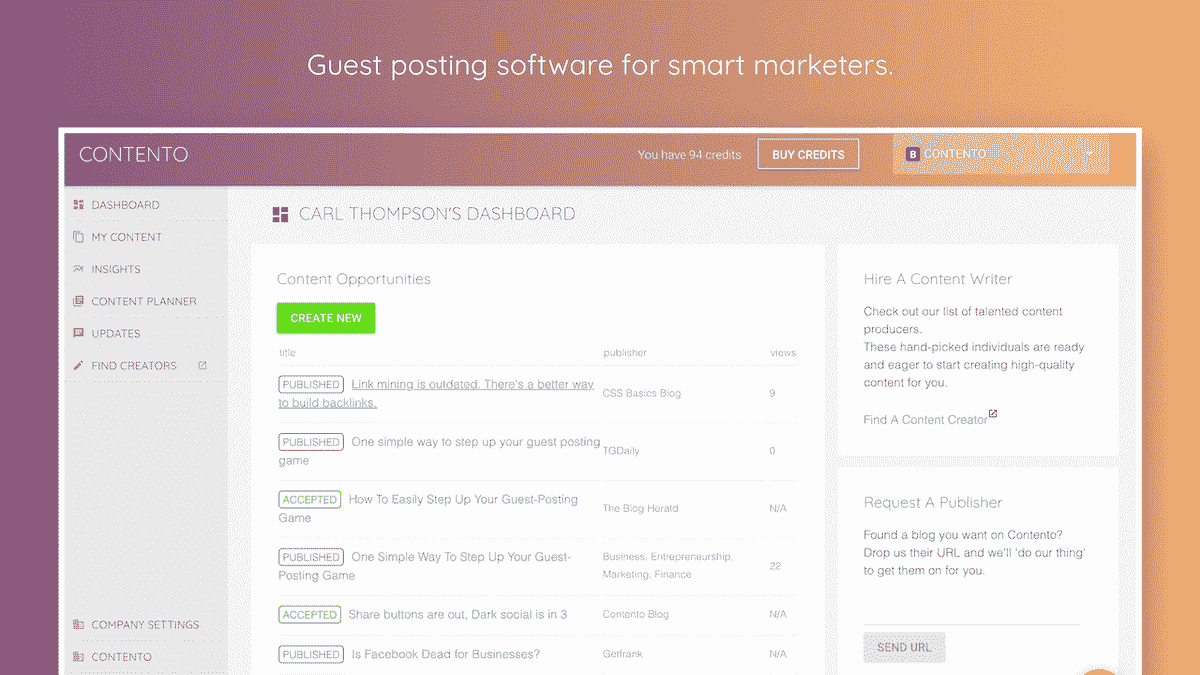 Guest posting software for smart marketers.
CONTENTO
You have 94 credits
BUY CREDITS
B CONTENTO
DASHBOARD
MY CONTENT
INSIGHTS
CONTENT PLANNER
UPDATES
FIND CREATORS
COMPANY SETTINGS
CONTENTO
CARL THOMPSON'S DASHBOARD
Content Opportunities
CREATE NEW
title publisher views
PUBLISHED Link mining is outdated. There's a better way
to build backlinks.
CSS Basics Blog
9
PUBLISHED One simple way to step up your guest posting
game
TGDaily
0
ACCEPTED How To Easily Step Up Your Guest-Posting
Game
The Blog Herald
N/A
PUBLISHED One Simple Way To Step Up Your Guest-
Posting Game
Business, Entrepreneurship,
Marketing, Finance
22
ACCEPTED Share buttons are out, Dark social is in 3
Contento Blog
N/A
PUBLISHED Is Facebook Dead for Businesses?
Getfrank
N/A
Hire A Content Writer
Check out our list of talented content
producers.
These hand-picked individuals are ready
and eager to start creating high-quality
content for you.
Find A Content Creator
Request A Publisher
Found a blog you want on Contento?
Drop us their URL and we'll 'do our thing'
to get them on for you.
SEND URL